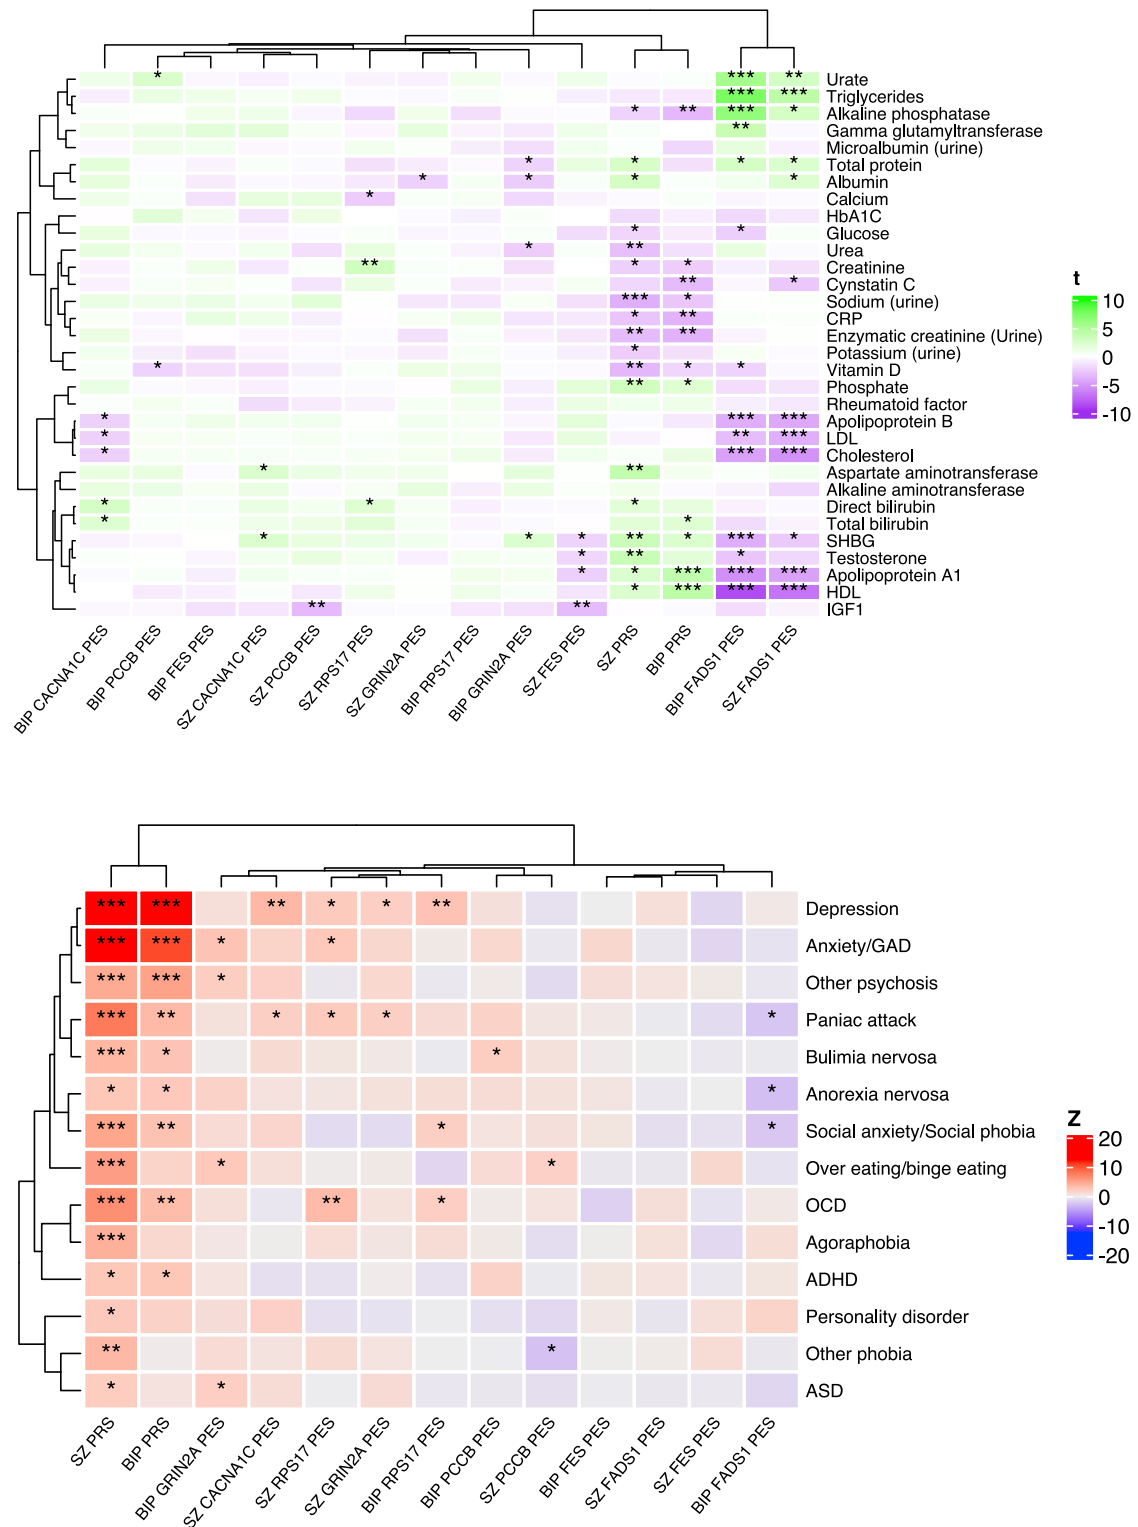 * *** ** Urate
*** *** Triglycerides
* ** *** * Alkaline phosphatase
** Gamma glutamyltransferase
Microalbumin (urine)
* * * * Total protein
* * * * Albumin
* Calcium
HbA1C
* * Glucose
* ** Urea
** * * Creatinine
** * Cynstatin C
*** * Sodium (urine)
* ** CRP
** ** Enzymatic creatinine (Urine)
* Potassium (urine)
* ** * * Vitamin D
** * Phosphate
Rheumatoid factor
* *** *** Apolipoprotein B
* ** *** LDL
* *** *** Cholesterol
* ** Aspartate aminotransferase
Alkaline aminotransferase
* * * Direct bilirubin
* * Total bilirubin
* * * ** * *** * SHBG
* ** * Testosterone
* * *** *** *** Apolipoprotein A1
* *** *** *** HDL
** ** IGF1
t
10
5
0
-5
-10
BIP CACNA1C PES
BIP PCCB PES
BIP FES PES
SZ CACNA1C PES
SZ PCCB PES
SZ RPS17 PES
SZ GRIN2A PES
BIP RPS17 PES
BIP GRIN2A PES
SZ FES PES
SZ PRS
BIP PRS
BIP FADS1 PES
SZ FADS1 PES
*** *** ** * * ** Depression
*** *** * * Anxiety/GAD
*** *** * Other psychosis
*** ** * * * * Paniac attack
*** * * Bulimia nervosa
* * * Anorexia nervosa
*** ** * * Social anxiety/Social phobia
*** * * Over eating/binge eating
*** ** ** * OCD
*** Agoraphobia
* * ADHD
* Personality disorder
** * Other phobia
* * ASD
Z
20
10
0
-10
-20
SZ PRS
BIP PRS
BIP GRIN2A PES
SZ CACNA1C PES
SZ RPS17 PES
SZ GRIN2A PES
BIP RPS17 PES
BIP PCCB PES
SZ PCCB PES
BIP FES PES
SZ FADS1 PES
SZ FES PES
BIP FADS1 PES